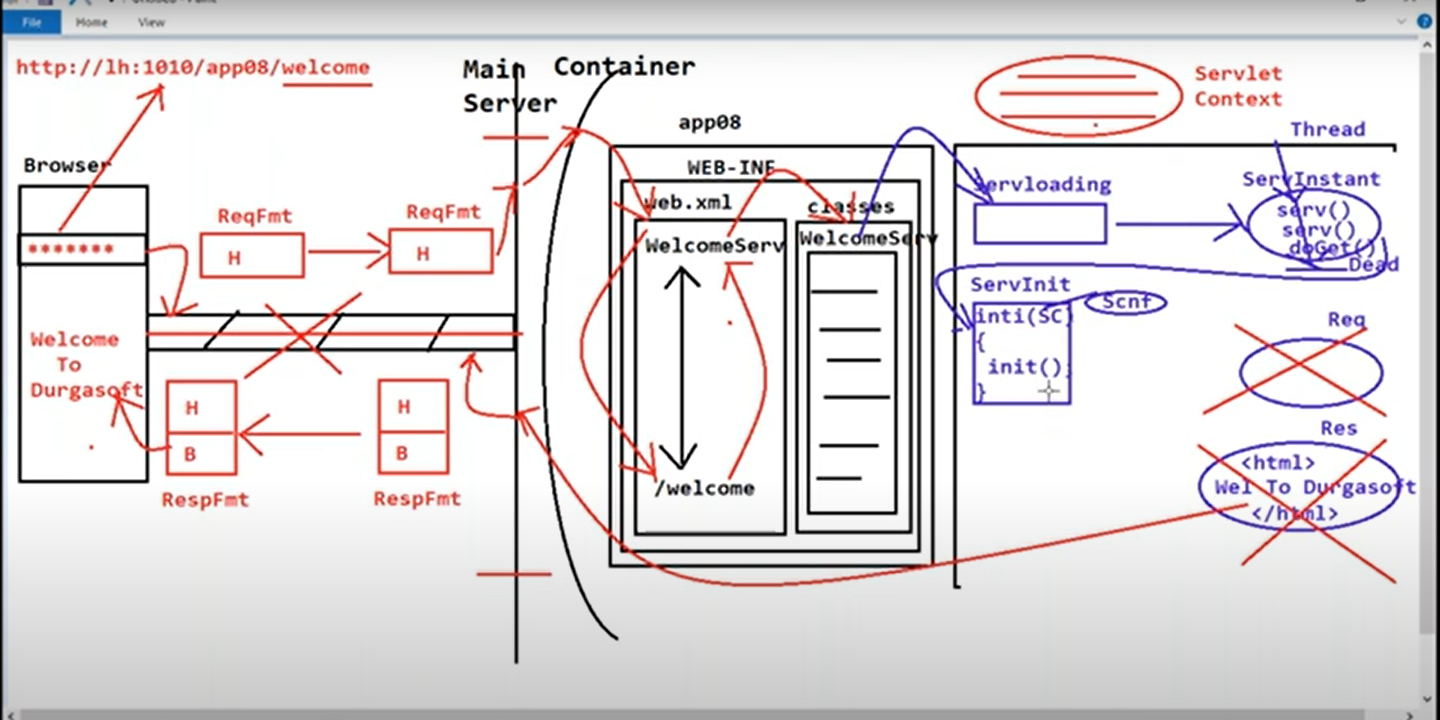 File Home View
http://lh:1010/app08/welcome
Main
Server
Container
Servlet
Context
app08
Thread
Browser
WEB-INF
Servloading
ServInstant
web.xml
classes
ReqFmt
ReqFmt
serv()
serv()
doGet()
Dead
*******
H
H
WelcomeServ
WelcomeServ
ServInit
Scnf
inti(SC)
{
init();
}
Req
Welcome
To
Durgasoft
H
B
RespFmt
H
B
RespFmt
Res
<html>
Wel To Durgasoft
</html>
/welcome